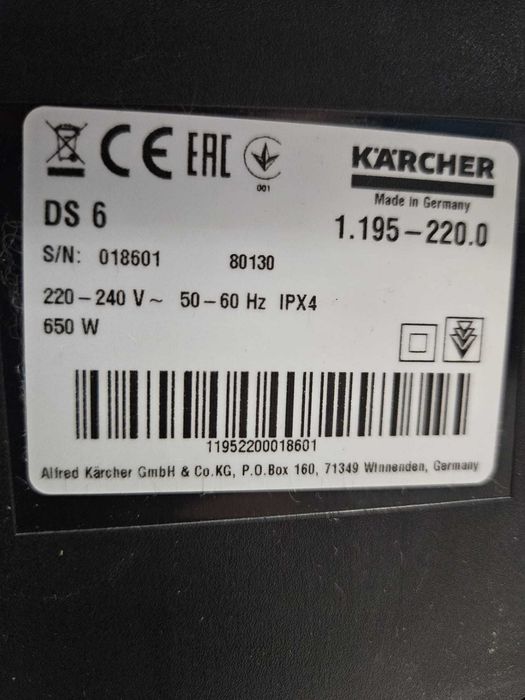 CE EAC
001
KÄRCHER
Made in Germany
DS 6
1.195-220.0
S/N: 018601 80130
220-240 V~ 50-60 Hz IPX4
650 W
11952200018601
Alfred Kärcher GmbH & Co.KG, P.O.Box 160, 71349 Winnenden, Germany